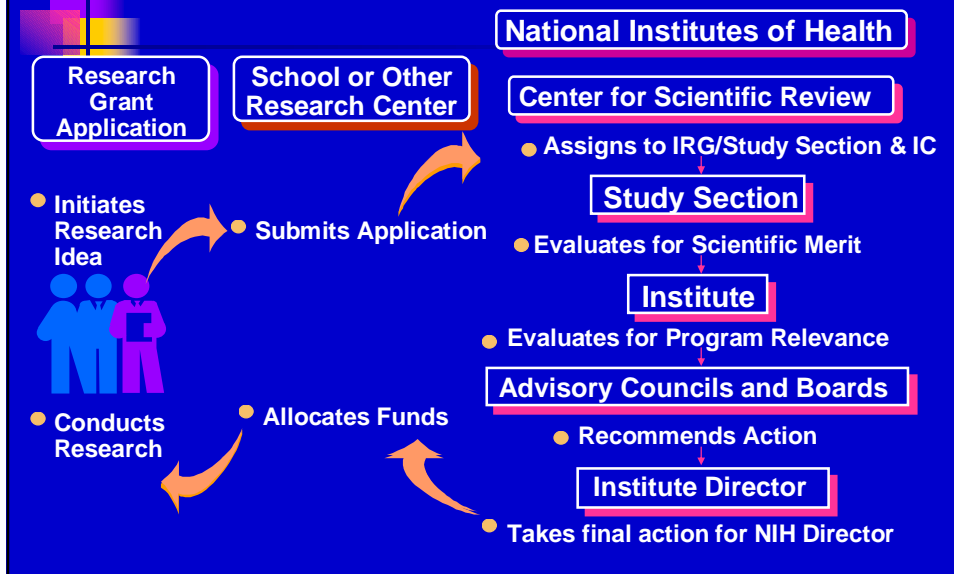 National Institutes of Health
Research
Grant
Application
School or Other
Research Center
Center for Scientific Review
Assigns to IRG/Study Section & IC
Study Section
Initiates
Research
Idea
Submits Application
Evaluates for Scientific Merit
Institute
Evaluates for Program Relevance
Advisory Councils and Boards
Conducts
Research
Allocates Funds
Recommends Action
Institute Director
Takes final action for NIH Director